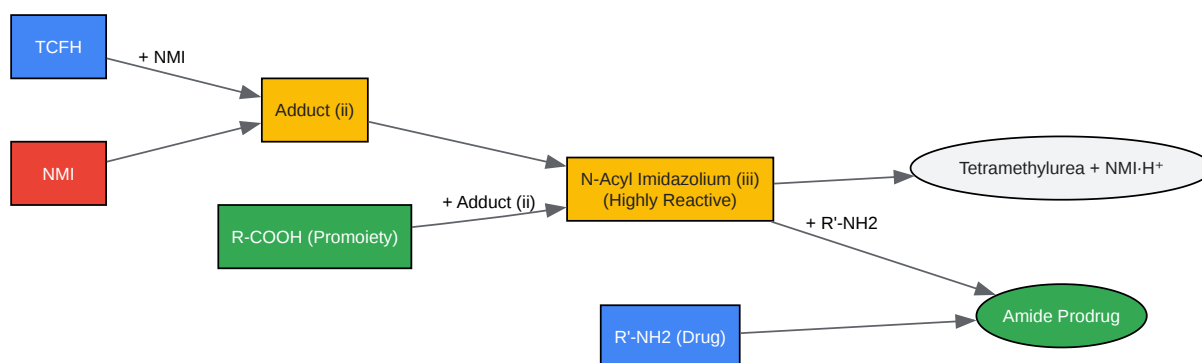 TCFH
+ NMI
Adduct (ii)
NMI
N-Acyl Imidazolium (iii)
(Highly Reactive)
Tetramethylurea + NMI·H⁺
+ Adduct (ii)
R-COOH (Promoiety)
+ R'-NH2
Amide Prodrug
R'-NH2 (Drug)